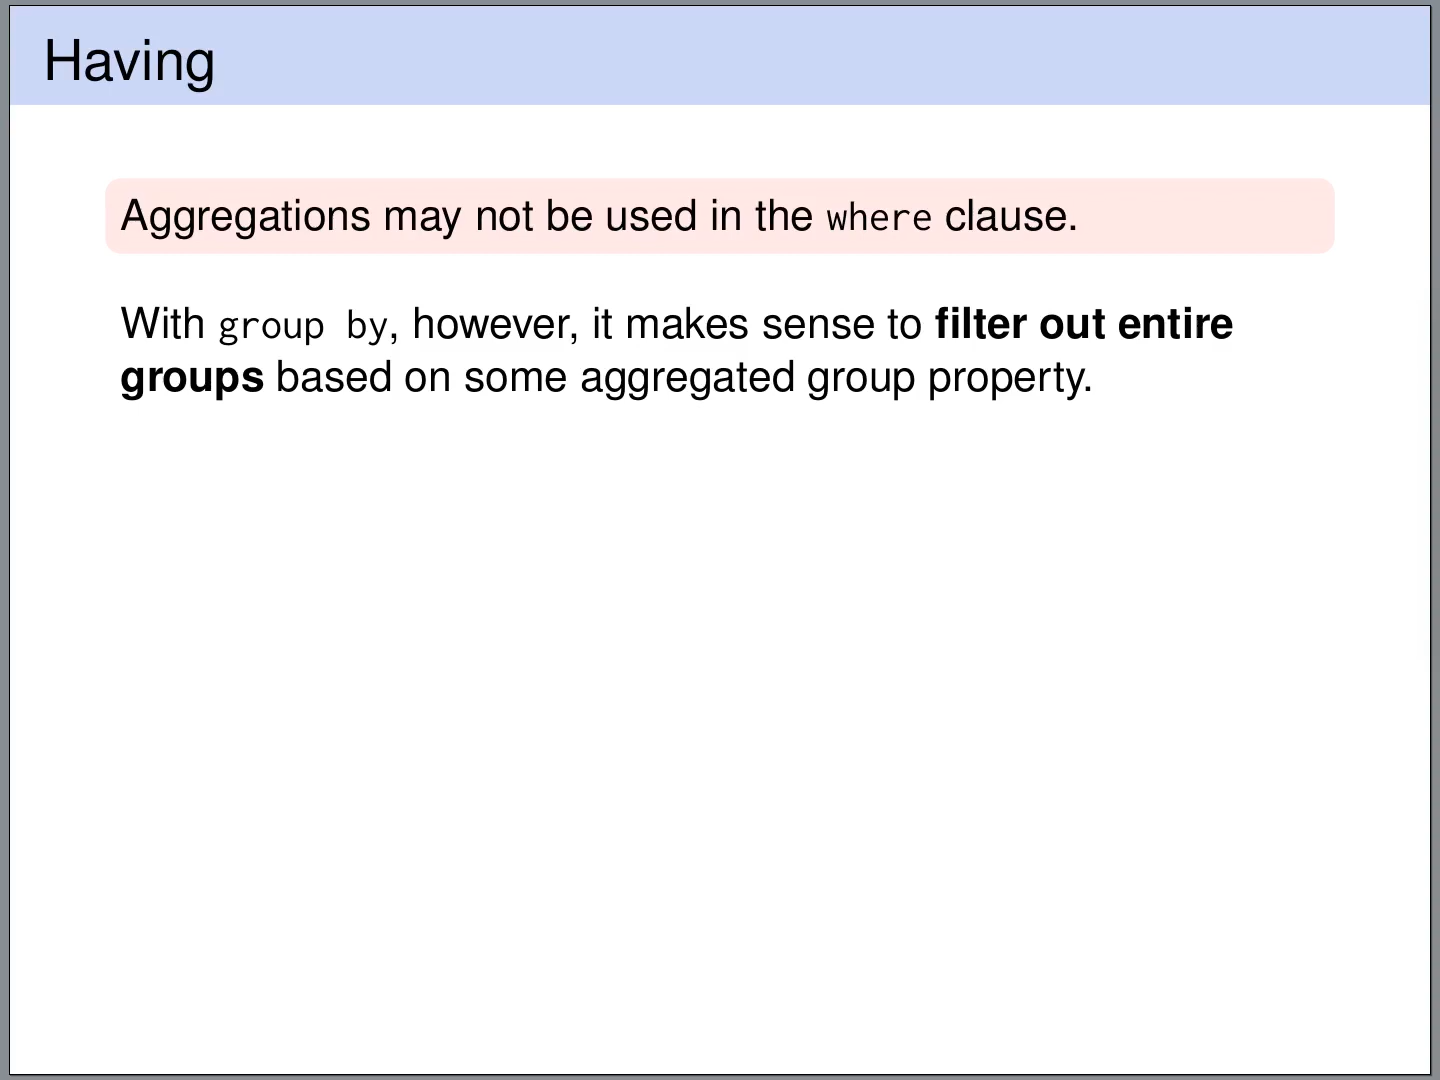 Having
Aggregations may not be used in the where clause.
With group by, however, it makes sense to filter out entire
groups based on some aggregated group property.